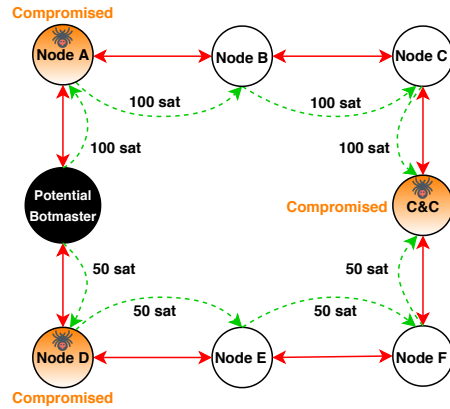 Compromised
Node A
Node B
Node C
100 sat
100 sat
100 sat
100 sat
Potential
Botmaster
Compromised
C&C
50 sat
50 sat
50 sat
50 sat
Node D
Node E
Node F
Compromised